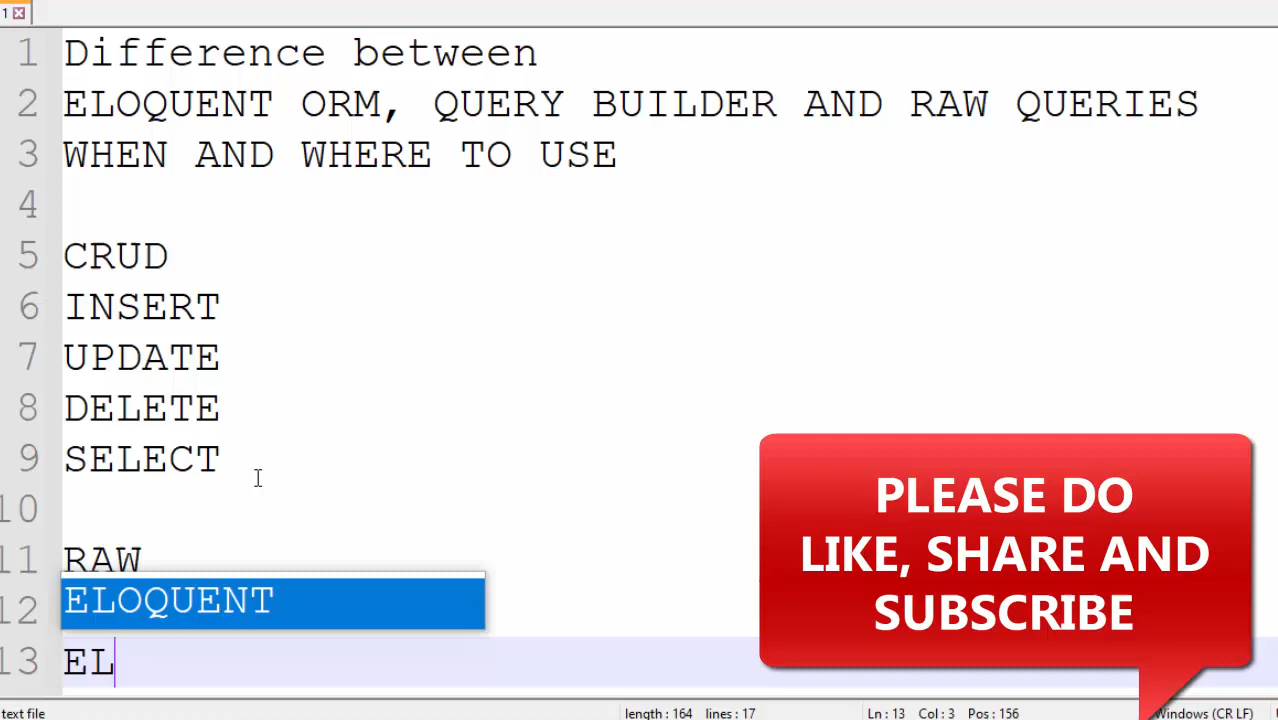 1
1 Difference between
2 ELOQUENT ORM, QUERY BUILDER AND RAW QUERIES
3 WHEN AND WHERE TO USE
4
5 CRUD
6 INSERT
7 UPDATE
8 DELETE
9 SELECT
10
11 RAW
ELOQUENT
12
13 EL
PLEASE DO
LIKE, SHARE AND
SUBSCRIBE
text file length : 164 lines : 17 Ln : 13 Col : 3 Pos : 156 Windows (CR LF)